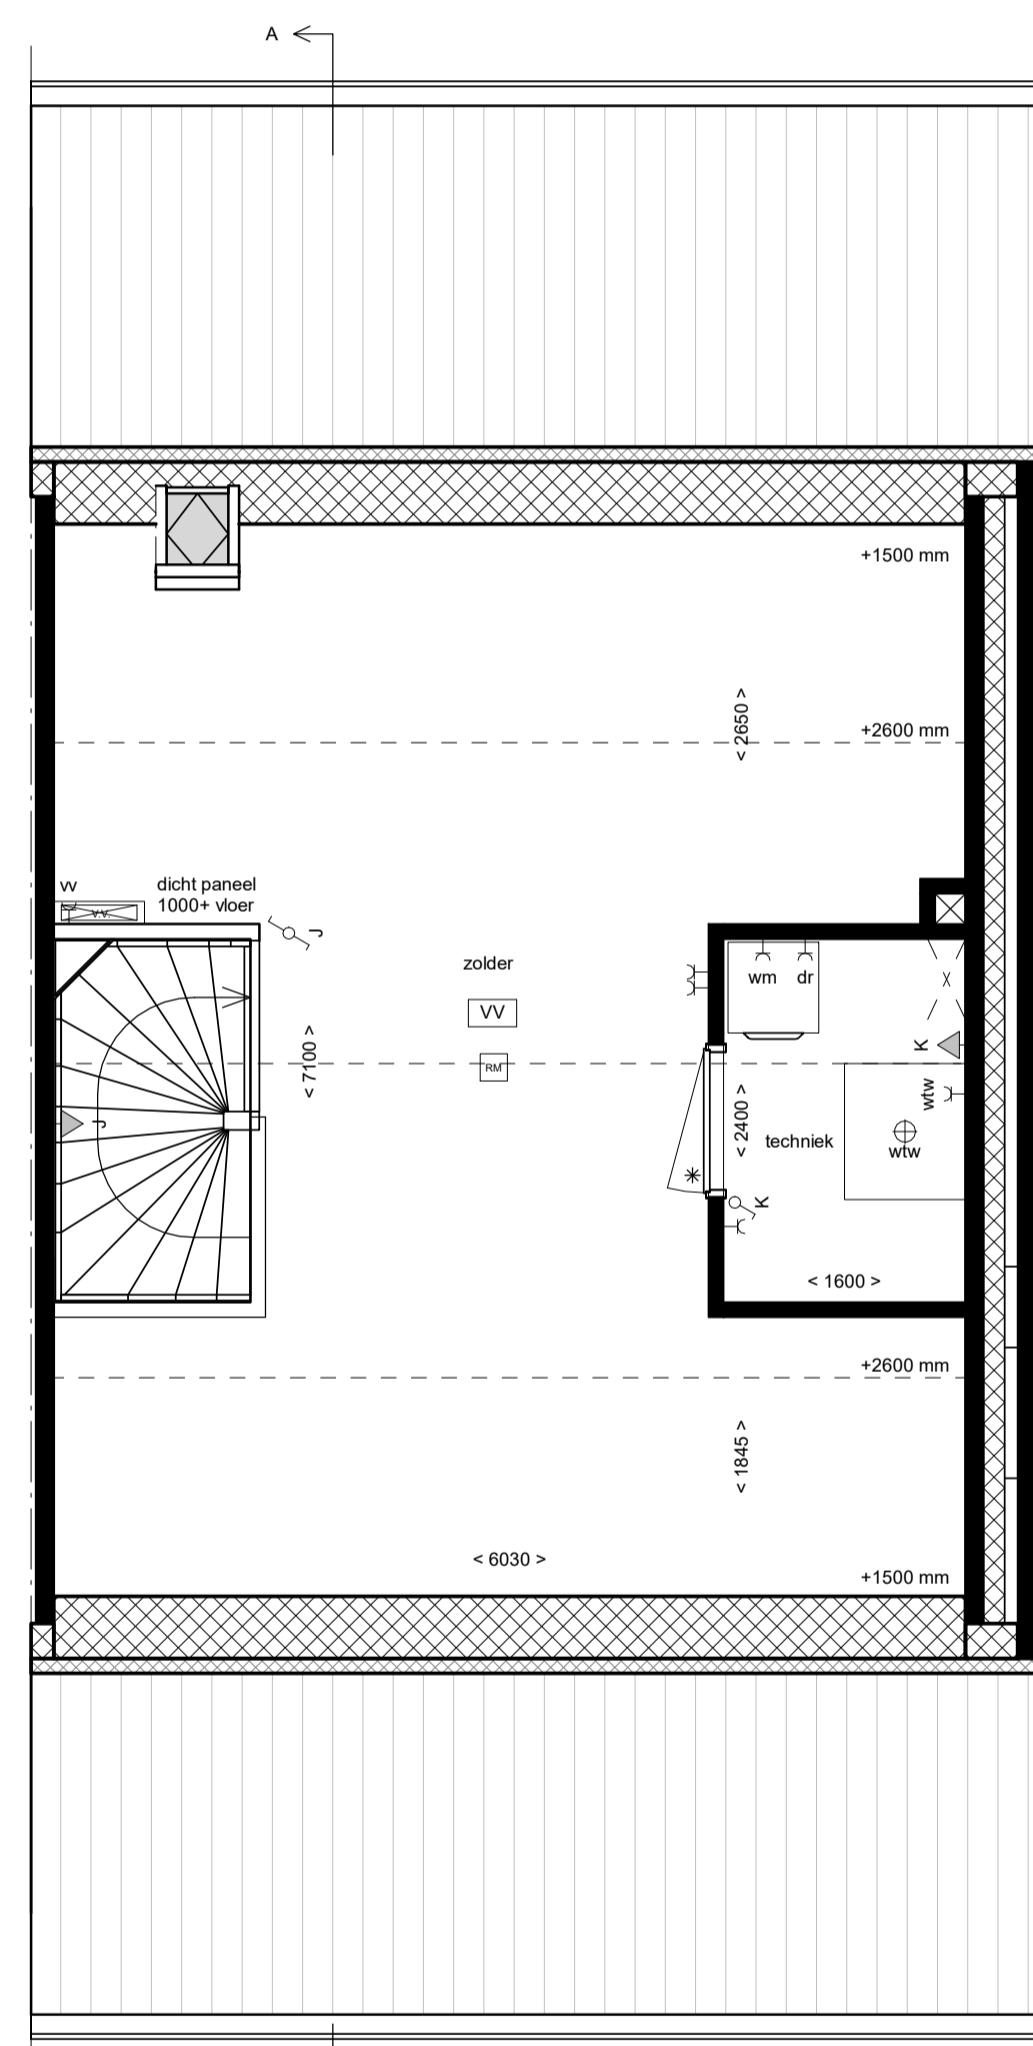 A
+1500 mm
< 2650 >
+2600 mm
vv
v.v.
dicht paneel
1000+ vloer
J
zolder
VV
RM
< 7100 >
J
wm
dr
K
wtw
< 2400 >
techniek
wtw
K
< 1600 >
+2600 mm
< 1845 >
< 6030 >
+1500 mm